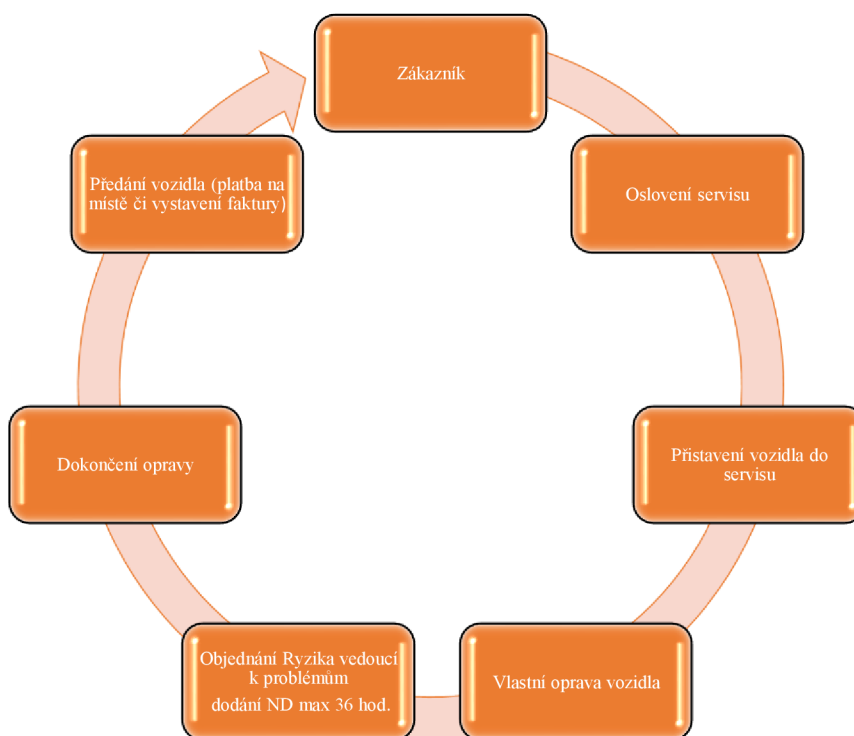 Zákazník
Oslovení servisu
Přistavení vozidla do
servisu
Vlastní oprava vozidla
Objednání Ryzika vedoucí
k problémům
dodání ND max 36 hod.
Dokončení opravy
Předání vozidla (platba na
místě či vystavení faktury)